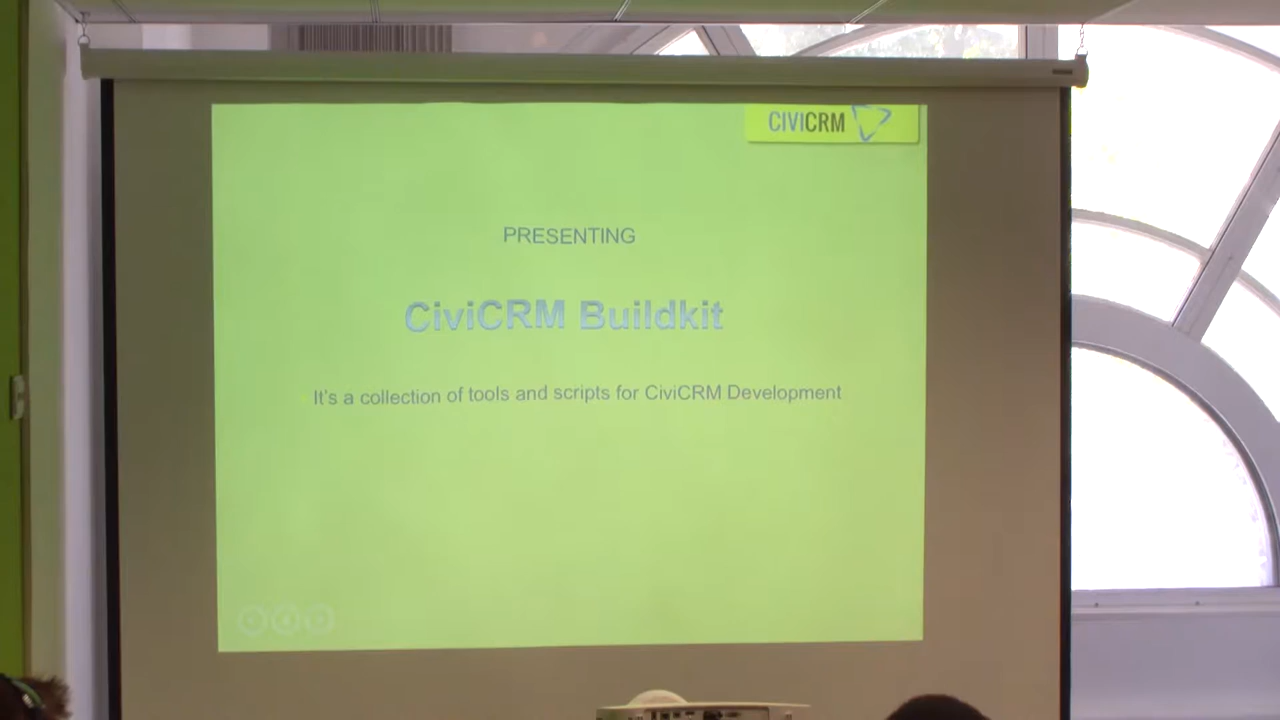 CIVICRM
PRESENTING
CiviCRM Buildkit
It's a collection of tools and scripts for CiviCRM Development